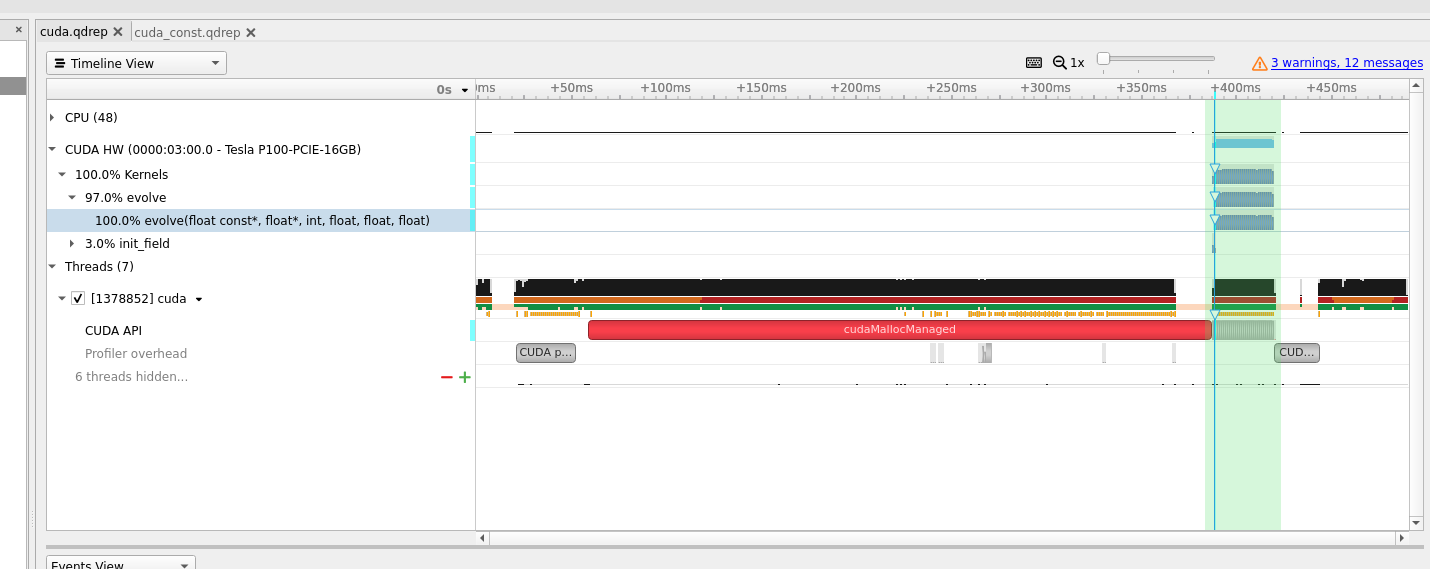 cuda.qdrep cuda_const.qdrep
Timeline View 1x 3 warnings, 12 messages
0s ms +50ms +100ms +150ms +200ms +250ms +300ms +350ms +400ms +450ms
CPU (48)
CUDA HW (0000:03:00.0 - Tesla P100-PCIE-16GB)
100.0% Kernels
97.0% evolve
100.0% evolve(float const*, float*, int, float, float, float)
3.0% init_field
Threads (7)
[1378852] cuda
CUDA API cudaMallocManaged
Profiler overhead CUDA p... CUD...
6 threads hidden...
Events View